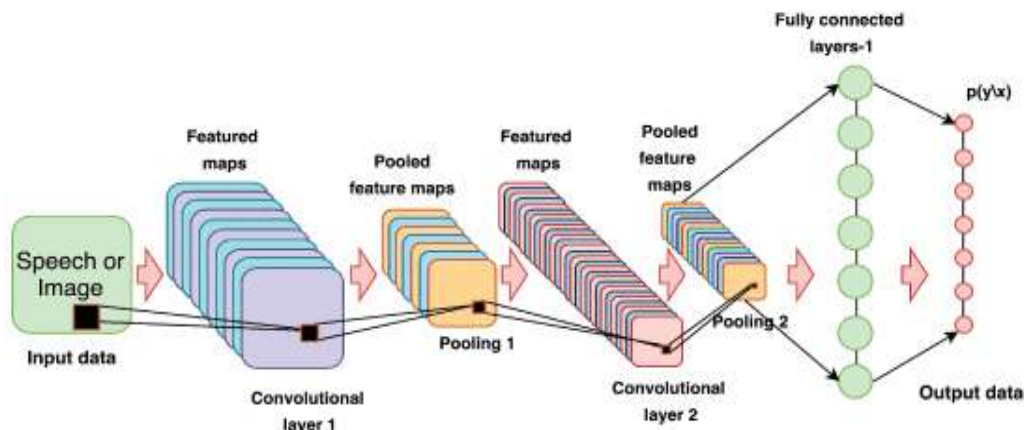 Fully connected
layers-1
p(y\x)
Featured
maps
Pooled
feature maps
Featured
maps
Pooled
feature
maps
Speech or
Image
Input data
Pooling 1
Pooling 2
Convolutional
layer 1
Convolutional
layer 2
Output data